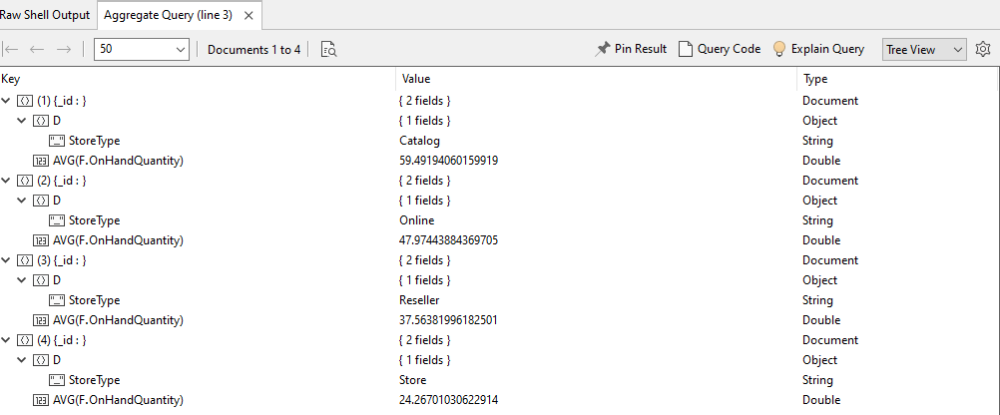 Raw Shell Output Aggregate Query (line 3) ×
50 Documents 1 to 4 Pin Result Query Code Explain Query Tree View
Key Value Type
(1) {_id : } { 2 fields } Document
D { 1 fields } Object
StoreType Catalog String
AVG(F.OnHandQuantity) 59.49194060159919 Double
(2) {_id : } { 2 fields } Document
D { 1 fields } Object
StoreType Online String
AVG(F.OnHandQuantity) 47.97443884369705 Double
(3) {_id : } { 2 fields } Document
D { 1 fields } Object
StoreType Reseller String
AVG(F.OnHandQuantity) 37.56381996182501 Double
(4) {_id : } { 2 fields } Document
D { 1 fields } Object
StoreType Store String
AVG(F.OnHandQuantity) 24.26701030622914 Double